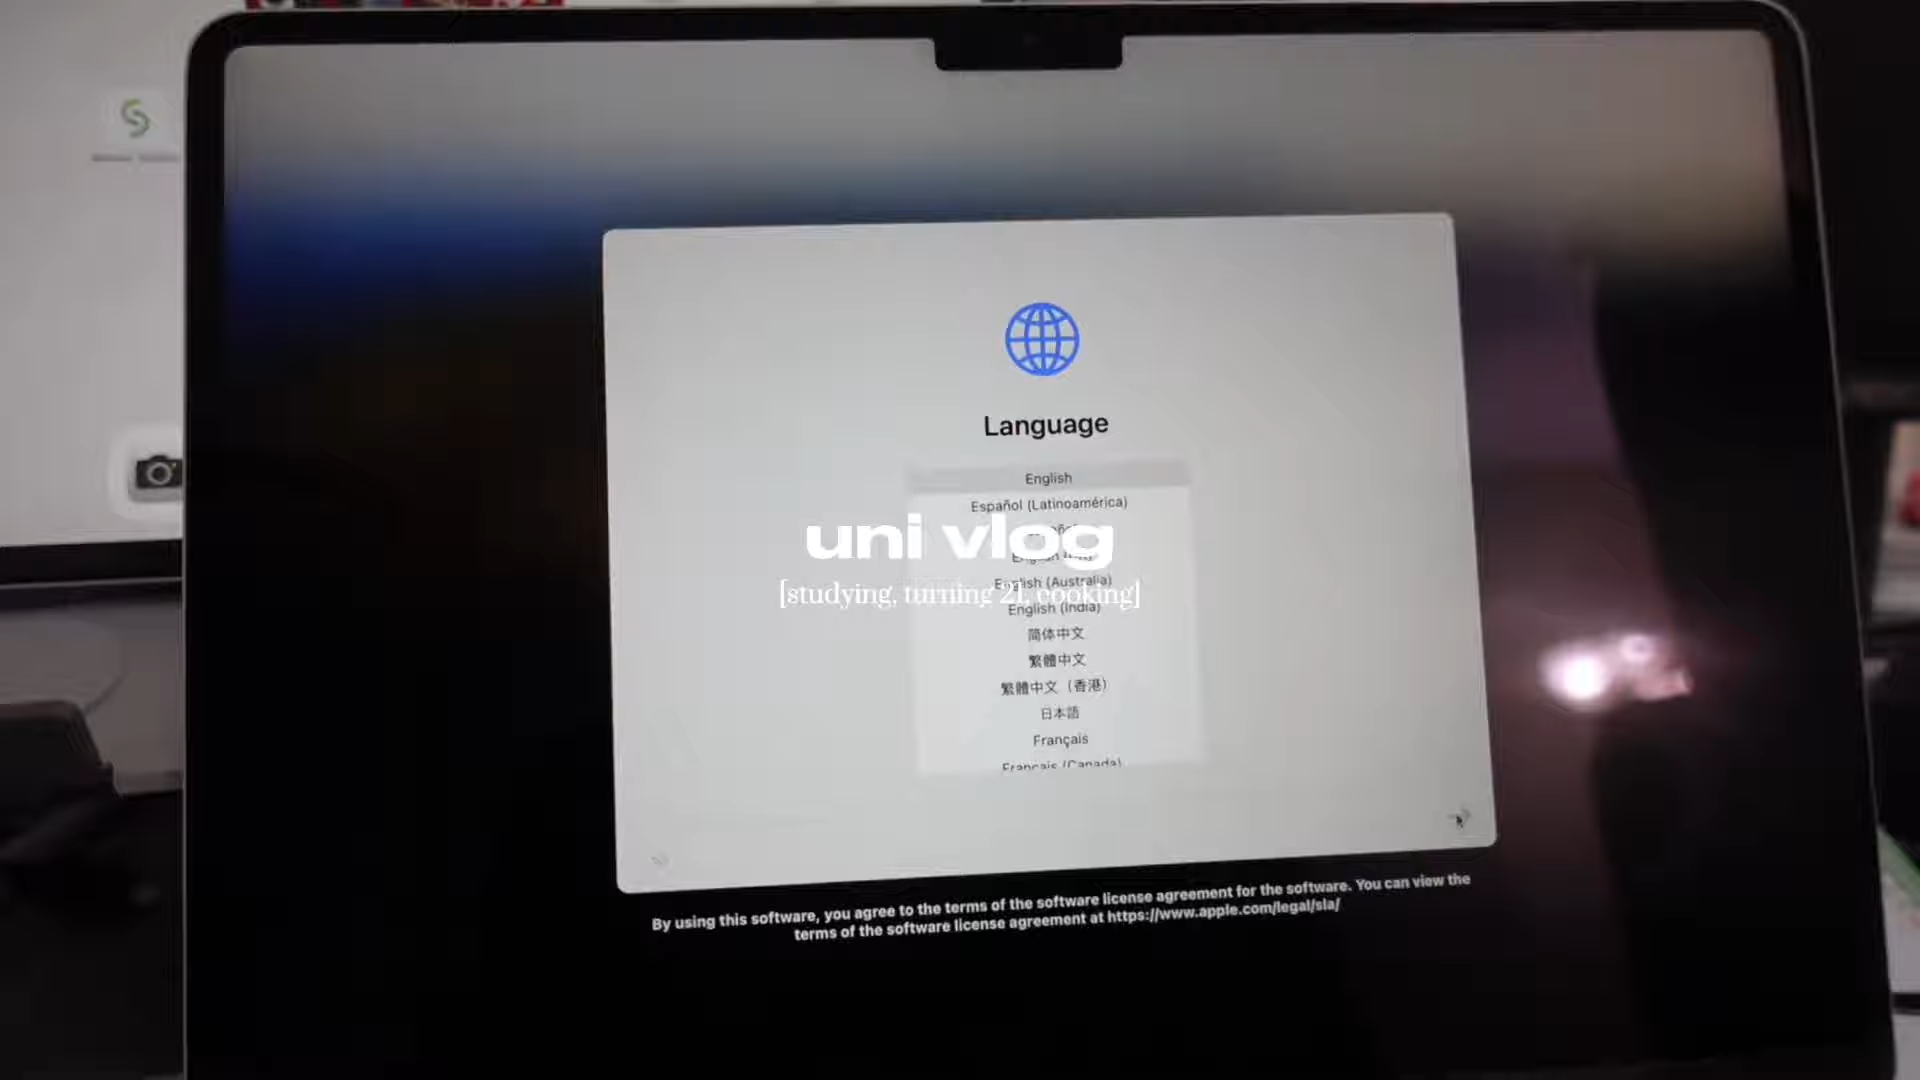 Language
English
Español (Latinoamérica)
uni vlog
English (Australia)
[studying, turning 21, cooking]
English (India)
简体中文
繁體中文
繁體中文（香港）
日本語
Français
Français (Canada)
By using this software, you agree to the terms of the software license agreement for the software. You can view the
terms of the software license agreement at https://www.apple.com/legal/sla/